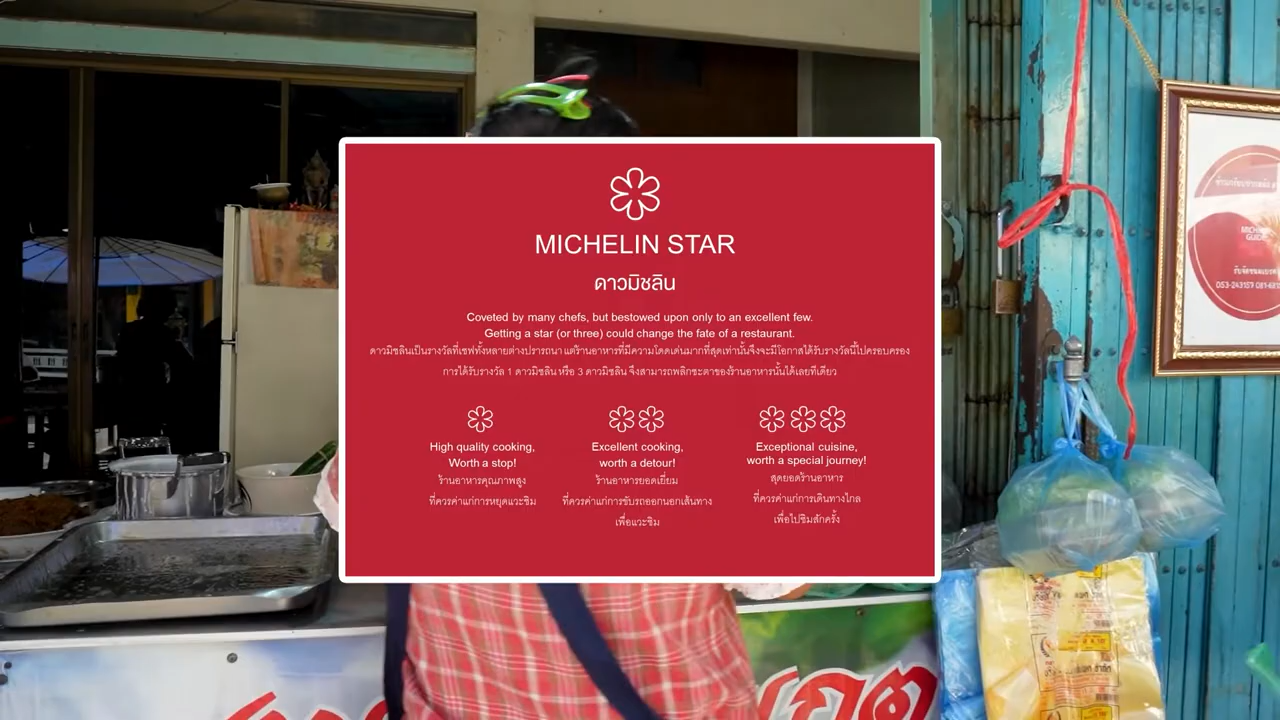 MICHELIN STAR
ดาวมิชลิน
Coveted by many chefs, but bestowed upon only to an excellent few.
Getting a star (or three) could change the fate of a restaurant.
ดาวมิชลินเป็นรางวัลที่เชฟทั้งหลายต่างปรารถนา แต่ร้านอาหารที่มีความโดดเด่นมากที่สุดเท่านั้นจึงจะมีโอกาสได้รับรางวัลนี้ไปครอบครอง
การได้รับรางวัล 1 ดาวมิชลิน หรือ 3 ดาวมิชลิน จึงสามารถพลิกชะตาของร้านอาหารนั้นได้เลยทีเดียว
High quality cooking,
Worth a stop!
ร้านอาหารคุณภาพสูง
ที่ควรค่าแก่การหยุดแวะชิม
Excellent cooking,
worth a detour!
ร้านอาหารยอดเยี่ยม
ที่ควรค่าแก่การขับรถออกนอกเส้นทาง
เพื่อแวะชิม
Exceptional cuisine,
worth a special journey!
สุดยอดร้านอาหาร
ที่ควรค่าแก่การเดินทางไกล
เพื่อไปชิมสักครั้ง